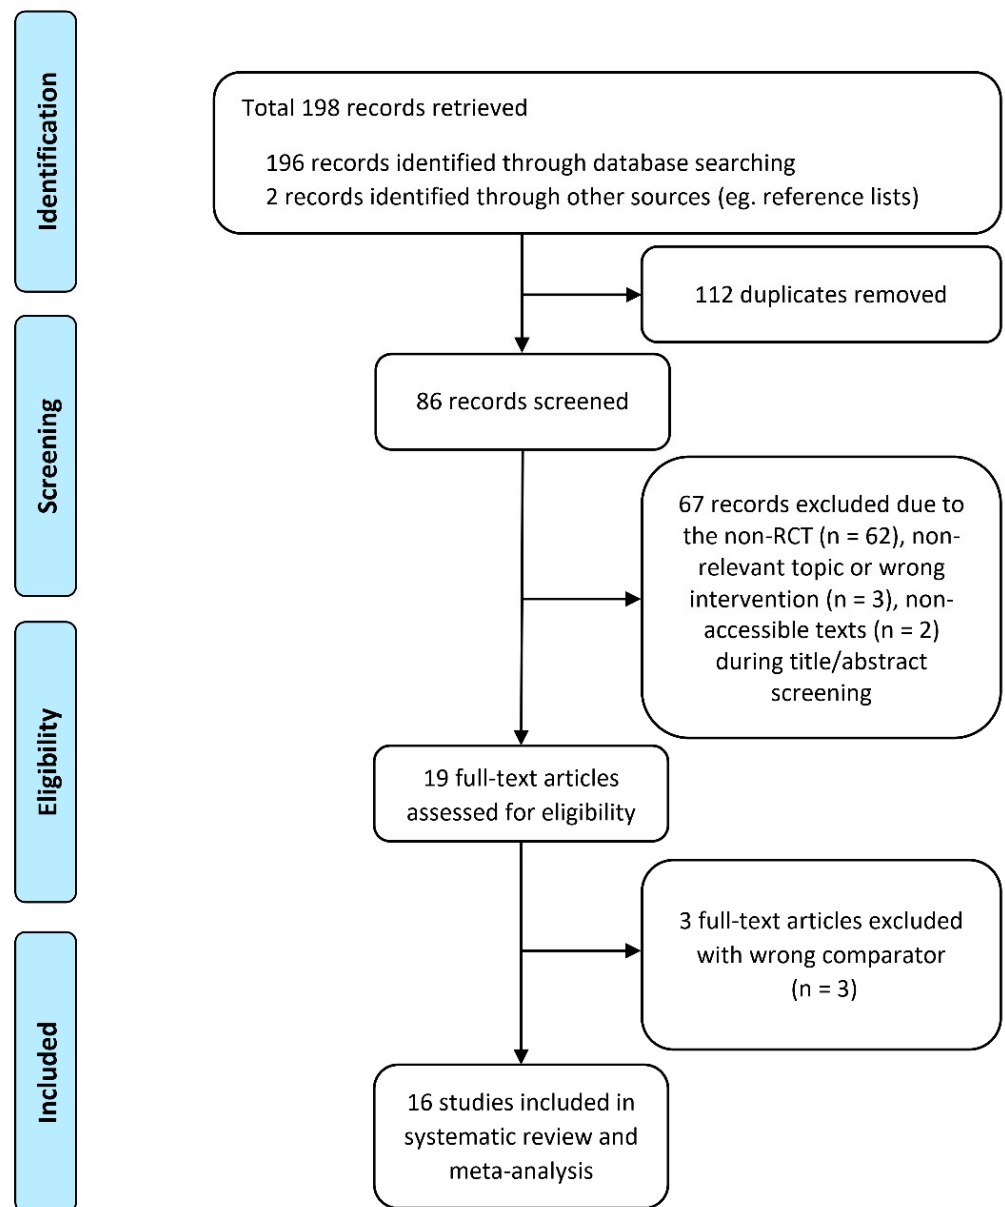 Identification
Total 198 records retrieved
196 records identified through database searching
2 records identified through other sources (eg. reference lists)
112 duplicates removed
Screening
86 records screened
67 records excluded due to
the non-RCT (n = 62), non-
relevant topic or wrong
intervention (n = 3), non-
accessible texts (n = 2)
during title/abstract
screening
Eligibility
19 full-text articles
assessed for eligibility
3 full-text articles excluded
with wrong comparator
(n = 3)
Included
16 studies included in
systematic review and
meta-analysis